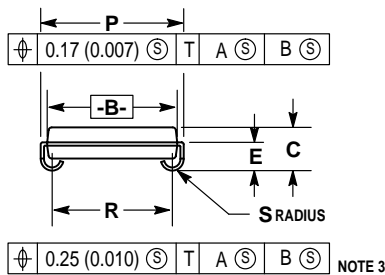 P
⌖ 0.17 (0.007) Ⓢ T A Ⓢ B Ⓢ
-B-
E C
R
S RADIUS
⌖ 0.25 (0.010) Ⓢ T A Ⓢ B Ⓢ NOTE 3